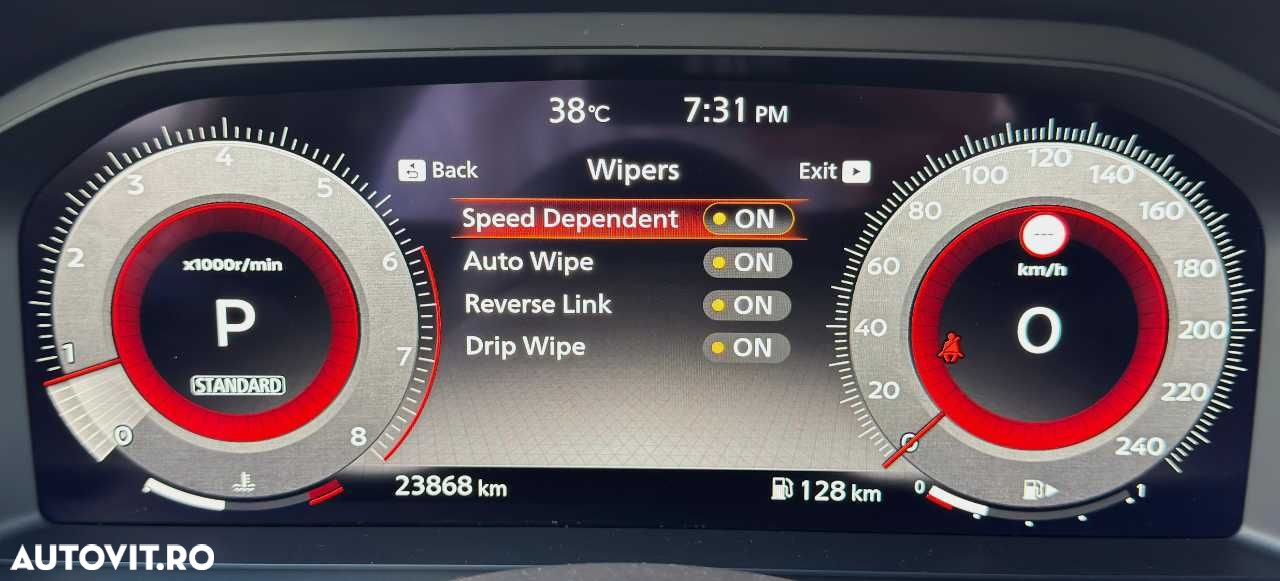 38°C 7:31 PM
Back Wipers Exit
Speed Dependent ON
Auto Wipe ON
Reverse Link ON
Drip Wipe ON
0 1 2 3 4 5 6 7 8
x1000r/min
P
STANDARD
0 20 40 60 80 100 120 140 160 180 200 220 240
---
km/h
0
23868 km
128 km
0 1
AUTOVIT.RO